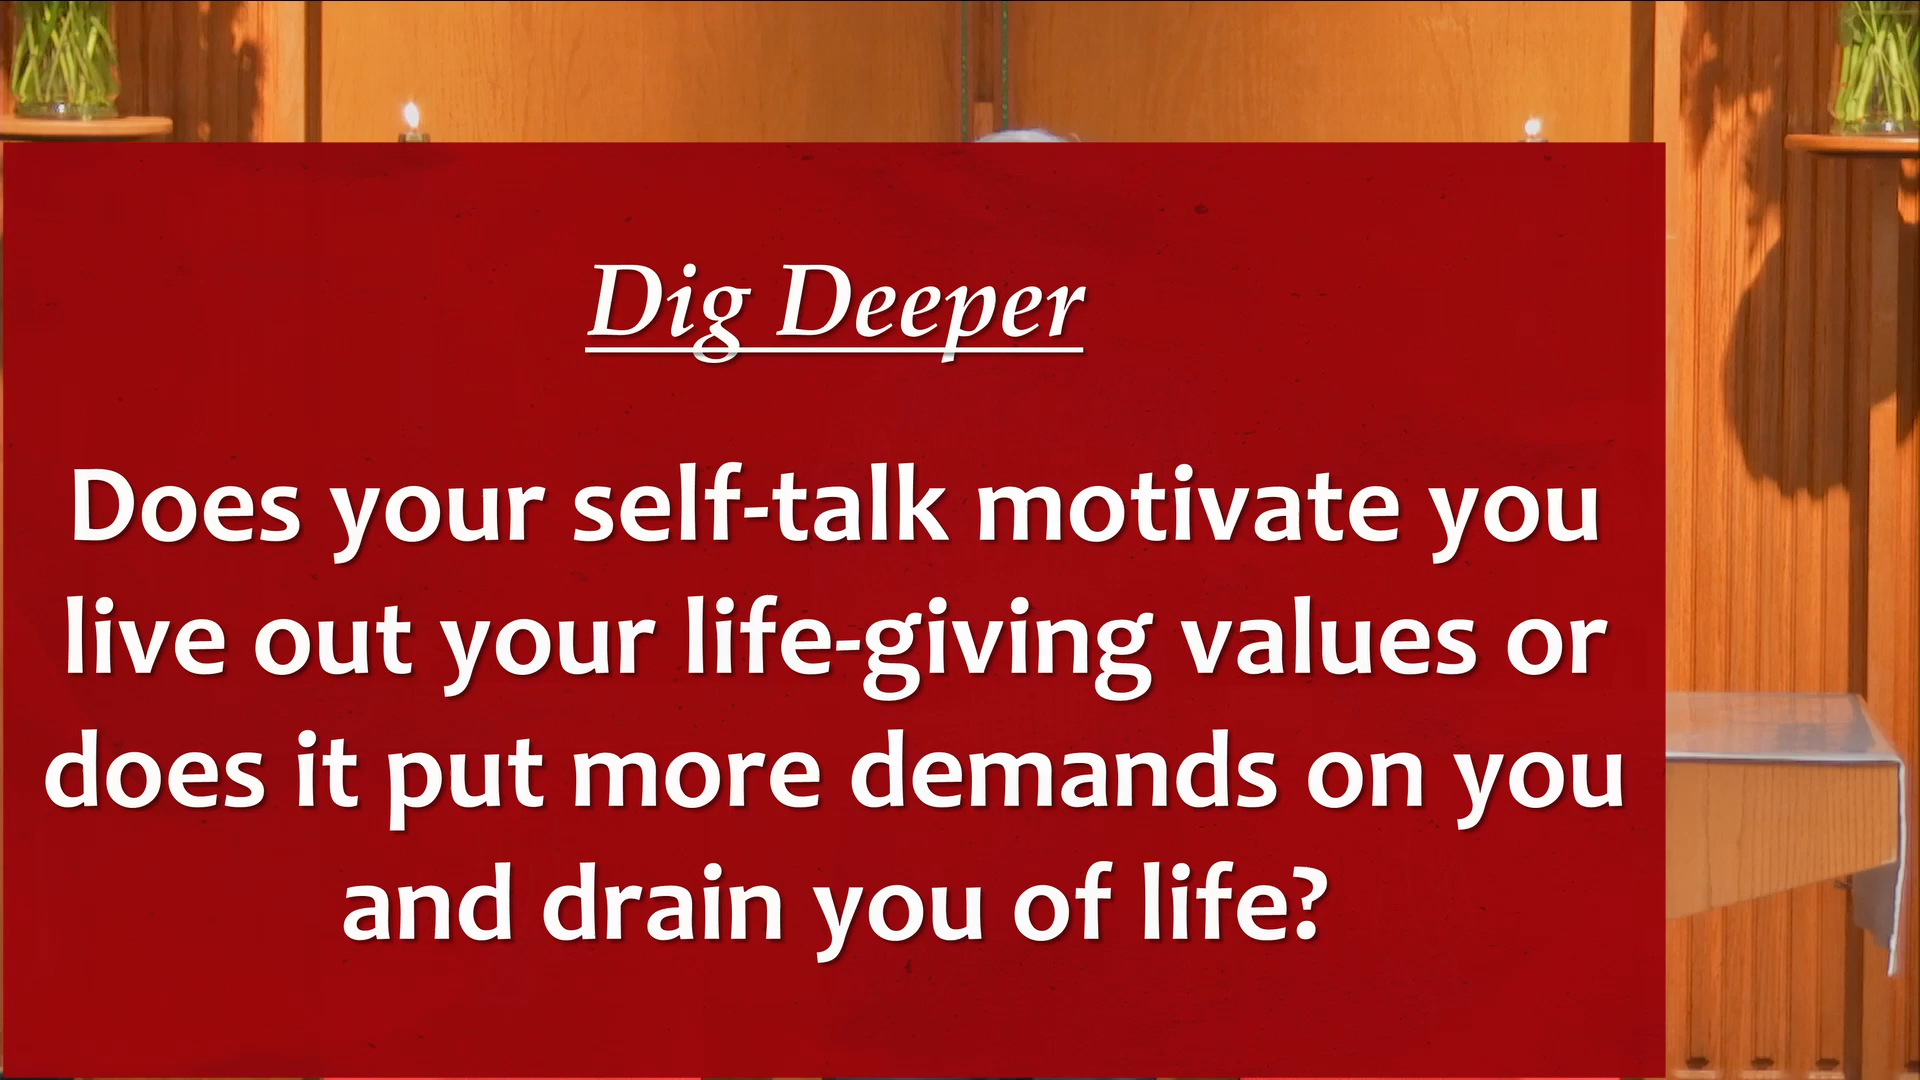 Dig Deeper
Does your self-talk motivate you
live out your life-giving values or
does it put more demands on you
and drain you of life?